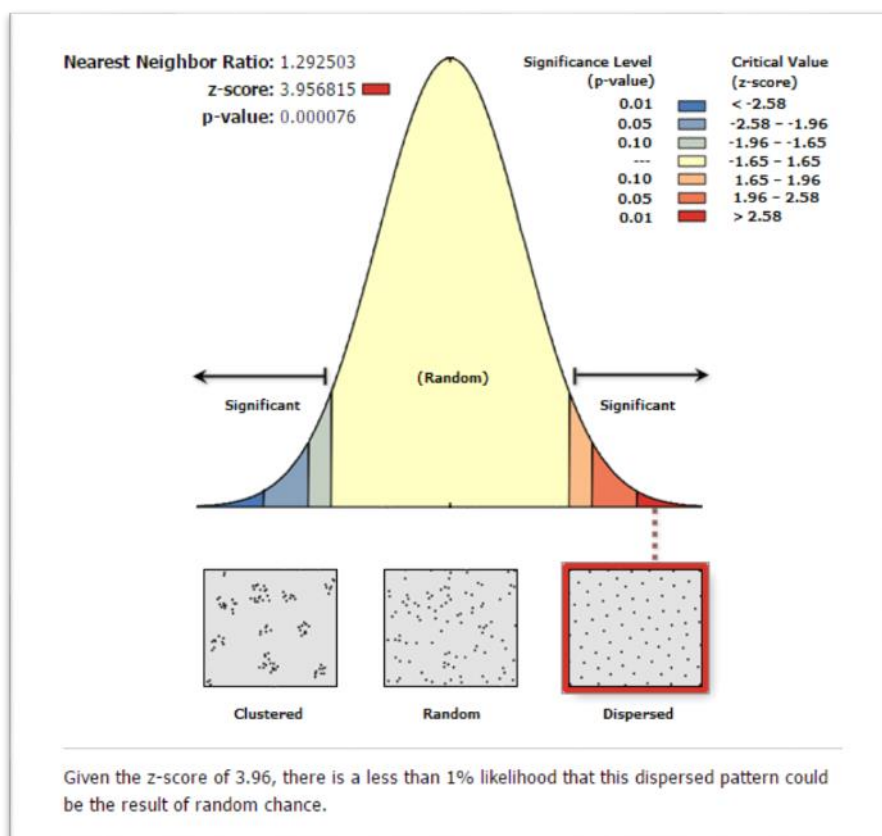 Nearest Neighbor Ratio: 1.292503
z-score: 3.956815
p-value: 0.000076
Significance Level
(p-value)
Critical Value
(z-score)
0.01 < -2.58
0.05 -2.58 – -1.96
0.10 -1.96 – -1.65
--- -1.65 – 1.65
0.10 1.65 – 1.96
0.05 1.96 – 2.58
0.01 > 2.58
(Random)
Significant Significant
Clustered Random Dispersed
Given the z-score of 3.96, there is a less than 1% likelihood that this dispersed pattern could
be the result of random chance.